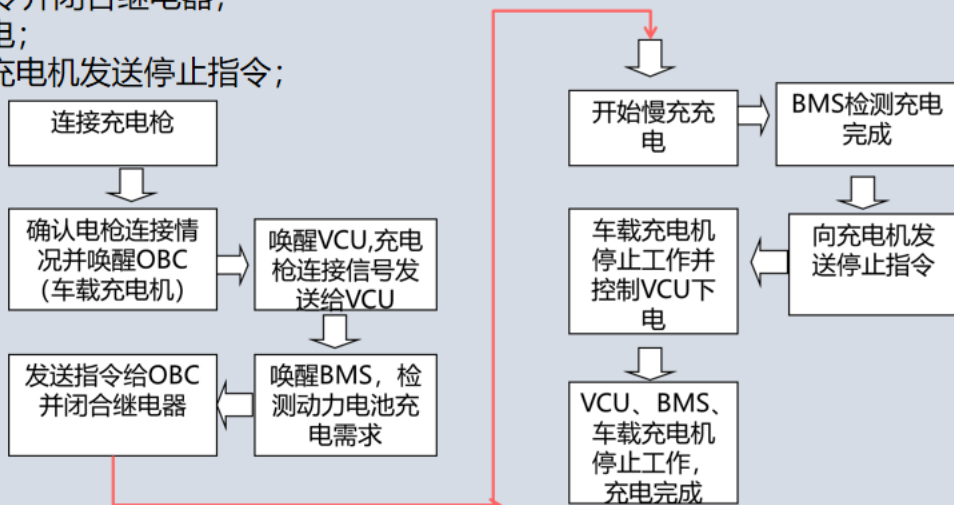 令并闭合继电器；
电；
充电机发送停止指令；
连接充电枪
确认电枪连接情
况并唤醒OBC
（车载充电机）
唤醒VCU,充电
枪连接信号发
送给VCU
唤醒BMS，检
测动力电池充
电需求
发送指令给OBC
并闭合继电器
开始慢充充
电
BMS检测充电
完成
向充电机发
送停止指令
车载充电机
停止工作并
控制VCU下
电
VCU、BMS、
车载充电机
停止工作，
充电完成